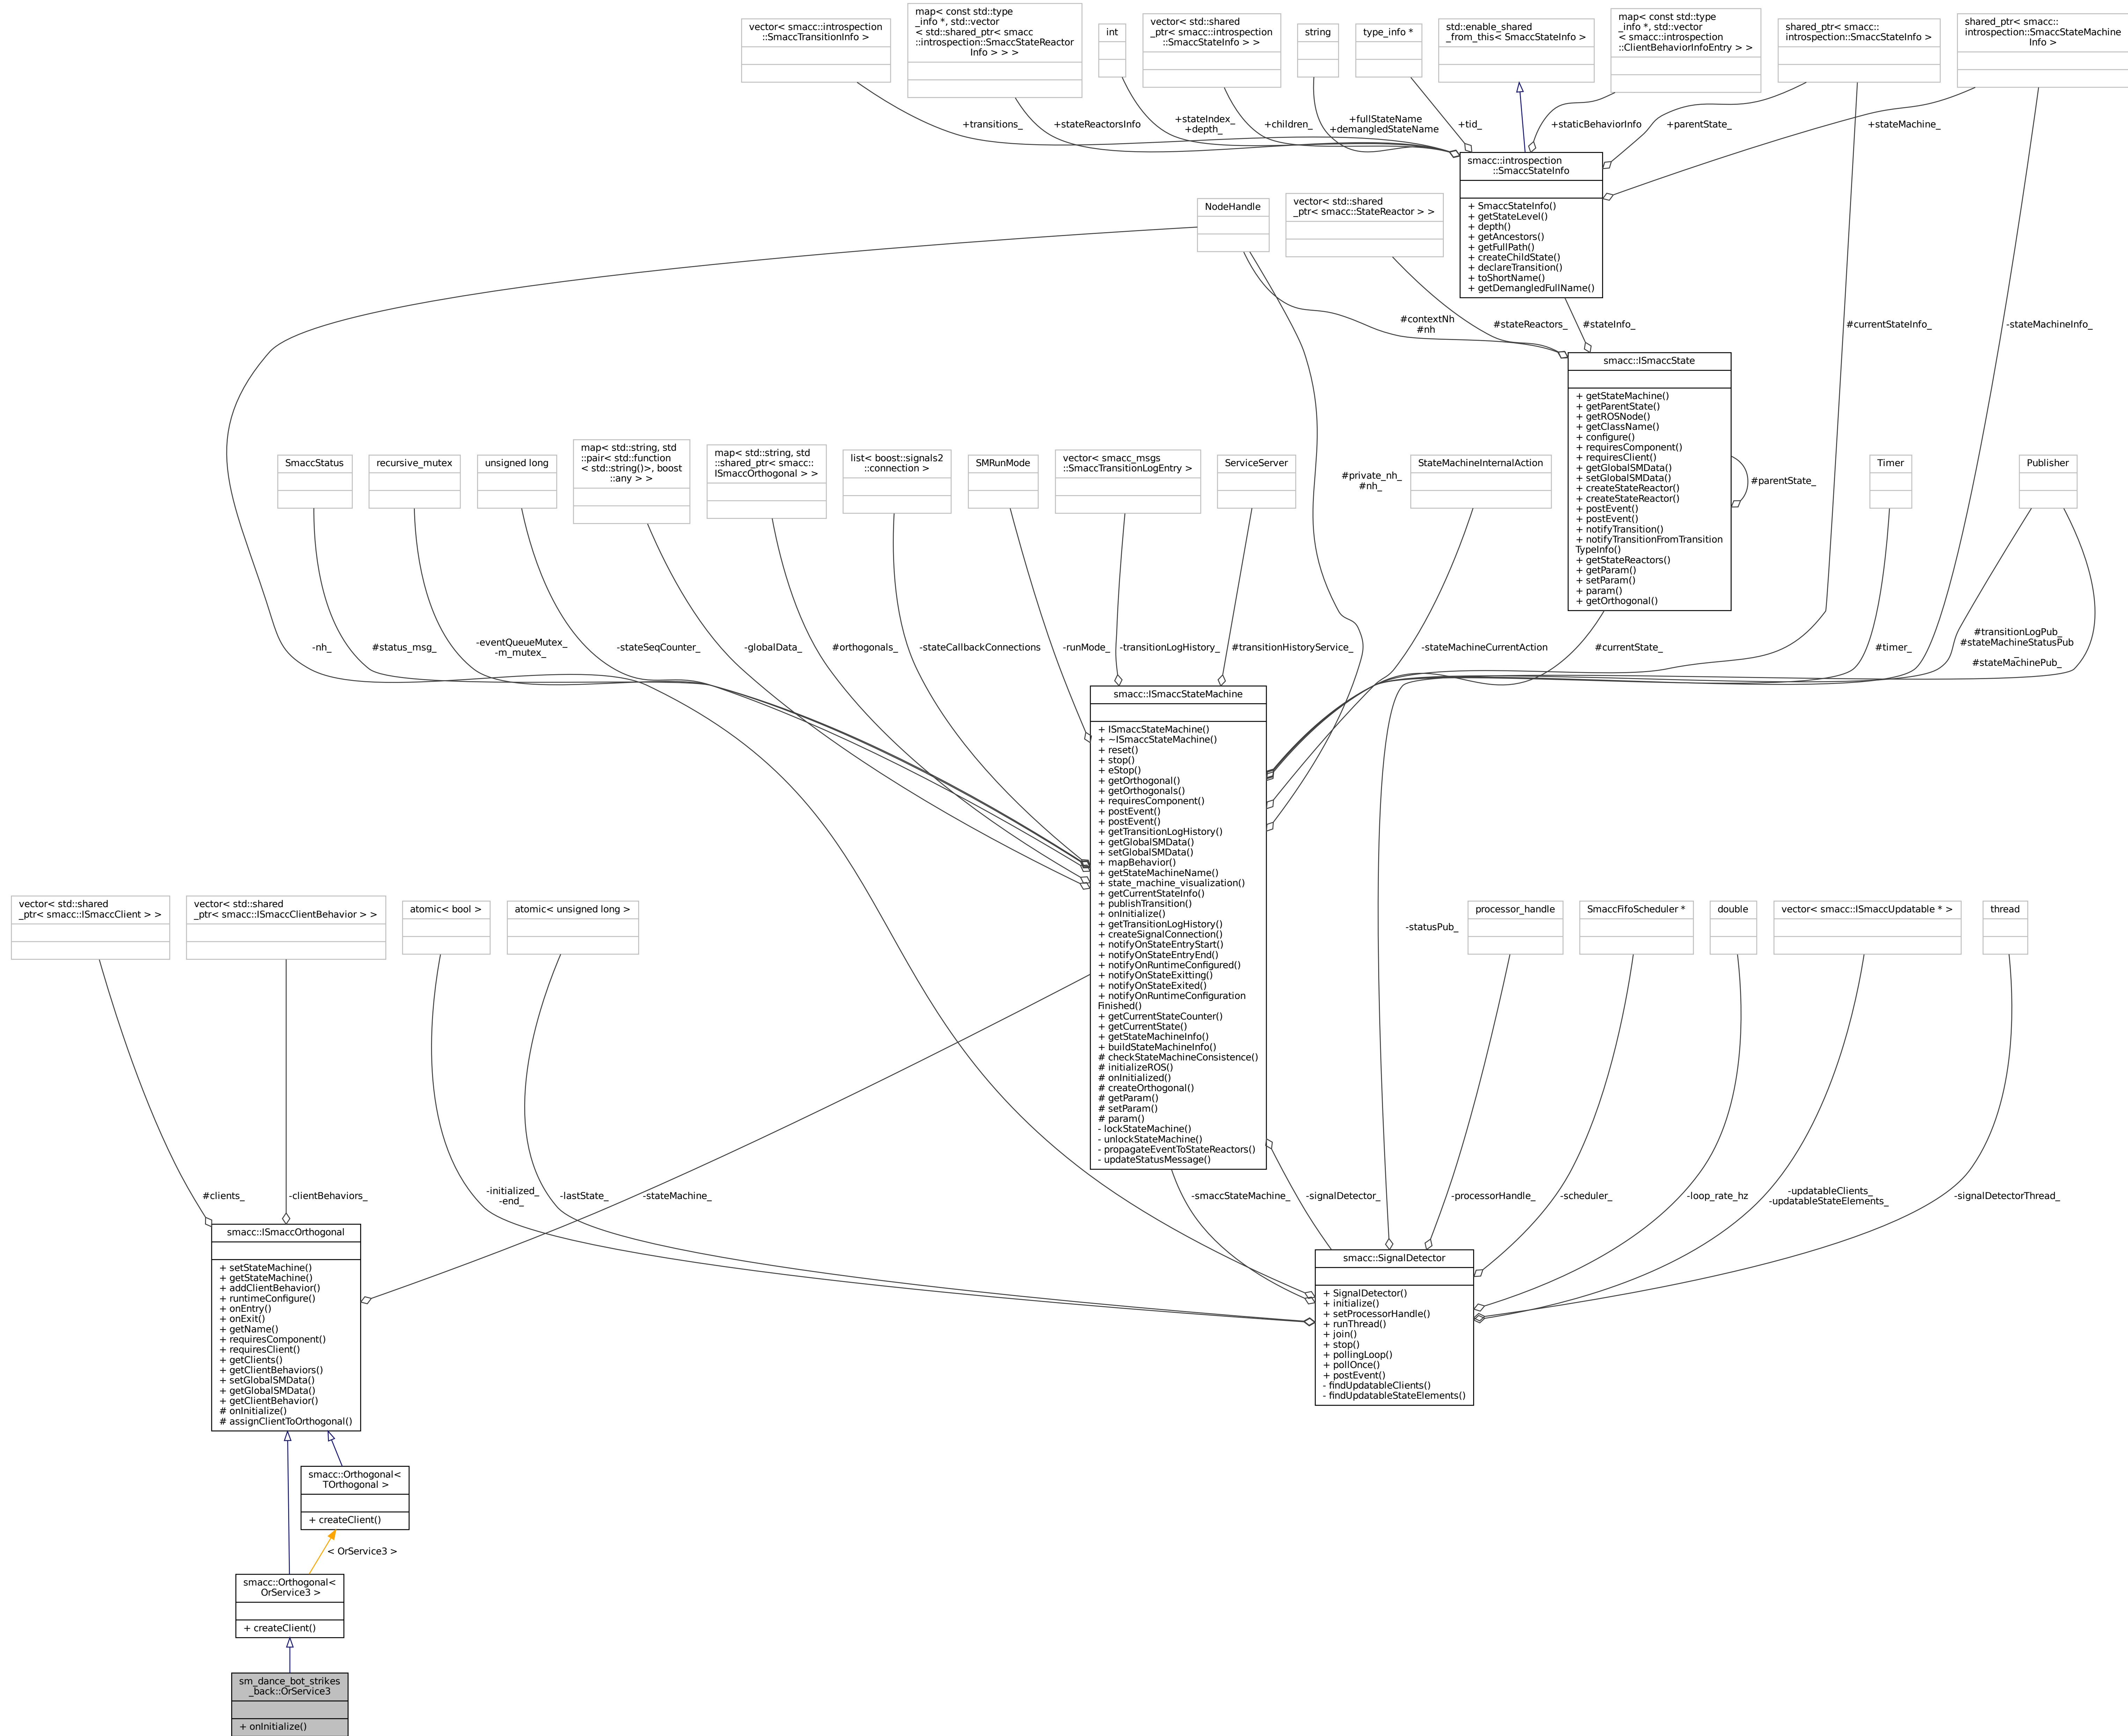 vector< smacc::introspection
::SmaccTransitionInfo >
map< const std::type
_info *, std::vector
< std::shared_ptr< smacc
::introspection::SmaccStateReactor
Info > > >
int
vector< std::shared
_ptr< smacc::introspection
::SmaccStateInfo > >
string
type_info *
std::enable_shared
_from_this< SmaccStateInfo >
map< const std::type
_info *, std::vector
< smacc::introspection
::ClientBehaviorInfoEntry > >
shared_ptr< smacc::
introspection::SmaccStateInfo >
shared_ptr< smacc::
introspection::SmaccStateMachine
Info >
+transitions_
+stateReactorsInfo
+stateIndex_
+depth_
+children_
+fullStateName
+demangledStateName
+tid_
+staticBehaviorInfo
+parentState_
+stateMachine_
smacc::introspection
::SmaccStateInfo
+ SmaccStateInfo()
+ getStateLevel()
+ depth()
+ getAncestors()
+ getFullPath()
+ createChildState()
+ declareTransition()
+ toShortName()
+ getDemangledFullName()
NodeHandle
vector< std::shared
_ptr< smacc::StateReactor > >
#contextNh
#nh
#stateReactors_
#stateInfo_
#currentStateInfo_
-stateMachineInfo_
smacc::ISmaccState
+ getStateMachine()
+ getParentState()
+ getROSNode()
+ getClassName()
+ configure()
+ requiresComponent()
+ requiresClient()
+ getGlobalSMData()
+ setGlobalSMData()
+ createStateReactor()
+ createStateReactor()
+ postEvent()
+ postEvent()
+ notifyTransition()
+ notifyTransitionFromTransition
TypeInfo()
+ getStateReactors()
+ getParam()
+ setParam()
+ param()
+ getOrthogonal()
#parentState_
SmaccStatus
recursive_mutex
unsigned long
map< std::string, std
::pair< std::function
< std::string()>, boost
::any > >
map< std::string, std
::shared_ptr< smacc::
ISmaccOrthogonal > >
list< boost::signals2
::connection >
SMRunMode
vector< smacc_msgs
::SmaccTransitionLogEntry >
ServiceServer
#private_nh_
#nh_
StateMachineInternalAction
Timer
Publisher
-nh_
#status_msg_
-eventQueueMutex_
-m_mutex_
-stateSeqCounter_
-globalData_
#orthogonals_
-stateCallbackConnections
-runMode_
-transitionLogHistory_
#transitionHistoryService_
-stateMachineCurrentAction
#currentState_
#timer_
#transitionLogPub_
#stateMachineStatusPub
_
#stateMachinePub_
smacc::ISmaccStateMachine
+ ISmaccStateMachine()
+ ~ISmaccStateMachine()
+ reset()
+ stop()
+ eStop()
+ getOrthogonal()
+ getOrthogonals()
+ requiresComponent()
+ postEvent()
+ postEvent()
+ getTransitionLogHistory()
+ getGlobalSMData()
+ setGlobalSMData()
+ mapBehavior()
+ getStateMachineName()
+ state_machine_visualization()
+ getCurrentStateInfo()
+ publishTransition()
+ onInitialize()
+ getTransitionLogHistory()
+ createSignalConnection()
+ notifyOnStateEntryStart()
+ notifyOnStateEntryEnd()
+ notifyOnRuntimeConfigured()
+ notifyOnStateExitting()
+ notifyOnStateExited()
+ notifyOnRuntimeConfiguration
Finished()
+ getCurrentStateCounter()
+ getCurrentState()
+ getStateMachineInfo()
+ buildStateMachineInfo()
# checkStateMachineConsistence()
# initializeROS()
# onInitialized()
# createOrthogonal()
# getParam()
# setParam()
# param()
- lockStateMachine()
- unlockStateMachine()
- propagateEventToStateReactors()
- updateStatusMessage()
vector< std::shared
_ptr< smacc::ISmaccClient > >
vector< std::shared
_ptr< smacc::ISmaccClientBehavior > >
atomic< bool >
atomic< unsigned long >
-statusPub_
processor_handle
SmaccFifoScheduler *
double
vector< smacc::ISmaccUpdatable * >
thread
#clients_
-clientBehaviors_
-initialized_
-end_
-lastState_
-stateMachine_
-smaccStateMachine_
-signalDetector_
-processorHandle_
-scheduler_
-loop_rate_hz
-updatableClients_
-updatableStateElements_
-signalDetectorThread_
smacc::ISmaccOrthogonal
+ setStateMachine()
+ getStateMachine()
+ addClientBehavior()
+ runtimeConfigure()
+ onEntry()
+ onExit()
+ getName()
+ requiresComponent()
+ requiresClient()
+ getClients()
+ getClientBehaviors()
+ setGlobalSMData()
+ getGlobalSMData()
+ getClientBehavior()
# onInitialize()
# assignClientToOrthogonal()
smacc::SignalDetector
+ SignalDetector()
+ initialize()
+ setProcessorHandle()
+ runThread()
+ join()
+ stop()
+ pollingLoop()
+ pollOnce()
+ postEvent()
- findUpdatableClients()
- findUpdatableStateElements()
smacc::Orthogonal<
TOrthogonal >
+ createClient()
< OrService3 >
smacc::Orthogonal<
OrService3 >
+ createClient()
sm_dance_bot_strikes
_back::OrService3
+ onInitialize()